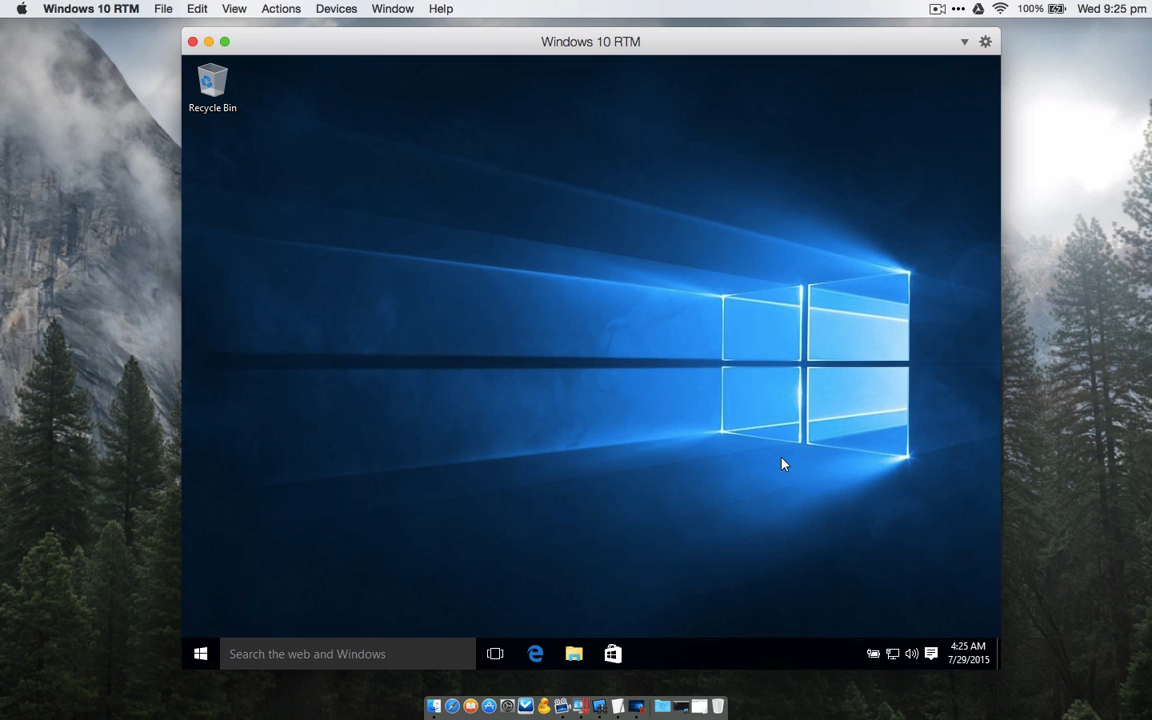 Windows 10 RTM File Edit View Actions Devices Window Help 100% Wed 9:25 pm
Windows 10 RTM
Recycle Bin
Search the web and Windows
4:25 AM
7/29/2015